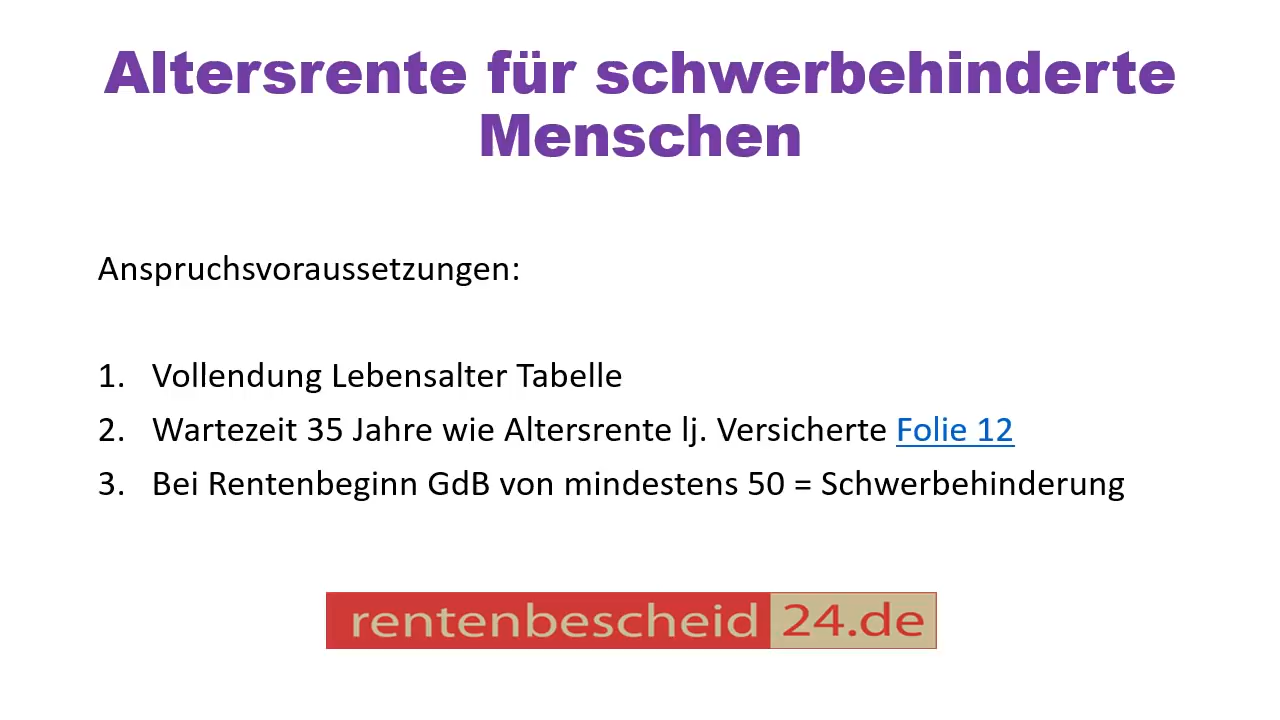 Altersrente für schwerbehinderte
Menschen
Anspruchsvoraussetzungen:
1. Vollendung Lebensalter Tabelle
2. Wartezeit 35 Jahre wie Altersrente lj. Versicherte Folie 12
3. Bei Rentenbeginn GdB von mindestens 50 = Schwerbehinderung
rentenbescheid 24.de